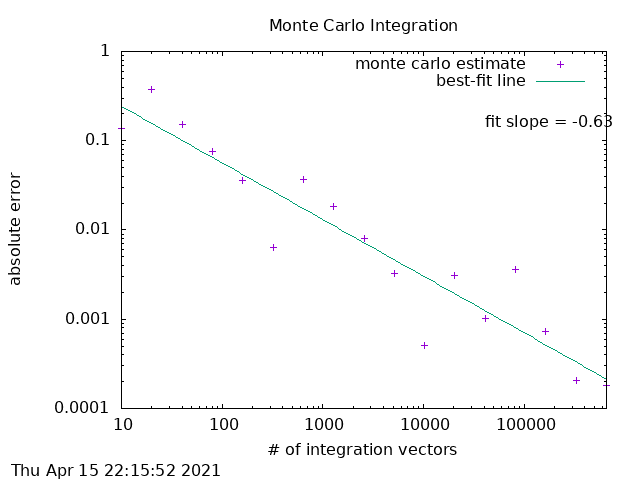 Monte Carlo Integration
monte carlo estimate
best-fit line
fit slope = -0.63
1
0.1
0.01
0.001
0.0001
absolute error
10 100 1000 10000 100000
# of integration vectors
Thu Apr 15 22:15:52 2021